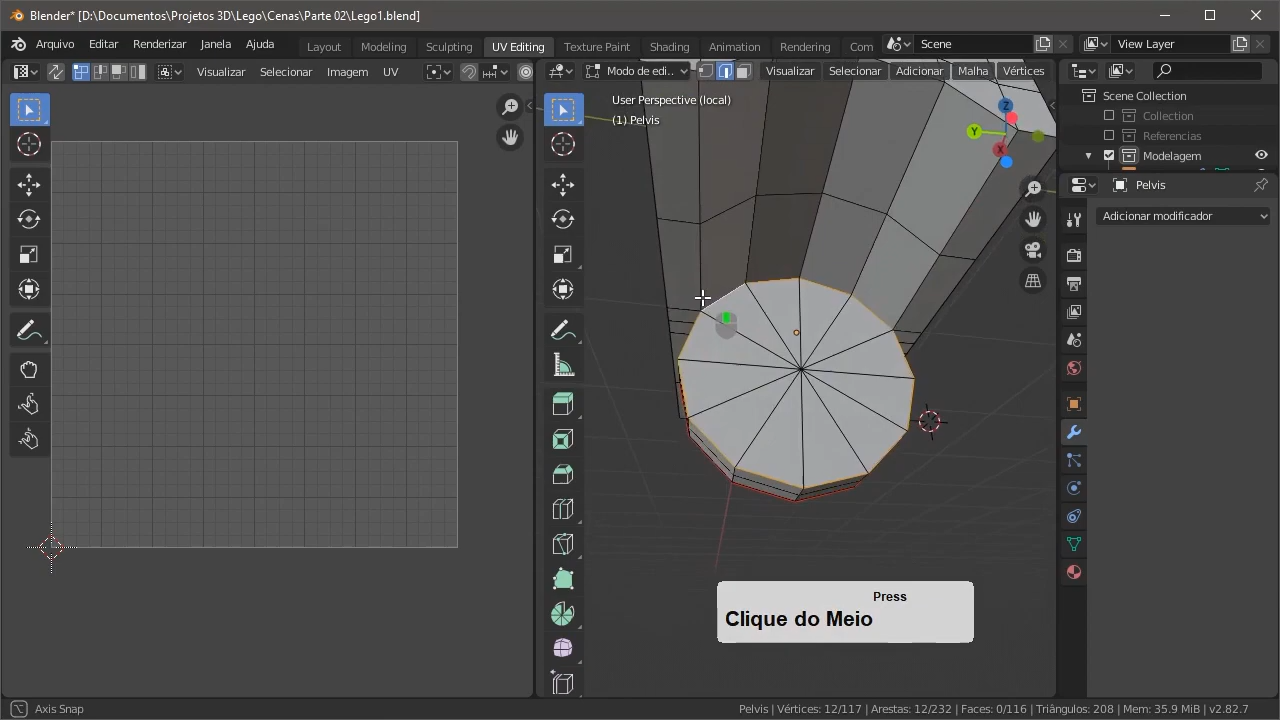 Blender* [D:\Documentos\Projetos 3D\Lego\Cenas\Parte 02\Lego1.blend]
Arquivo Editar Renderizar Janela Ajuda Layout Modeling Sculpting UV Editing Texture Paint Shading Animation Rendering Com Scene View Layer
Visualizar Selecionar Imagem UV Modo de edi.. Visualizar Selecionar Adicionar Malha Vértices
User Perspective (local)
(1) Pelvis
Z
Y
X
Scene Collection
Collection
Referencias
Modelagem
Pelvis
Adicionar modificador
Press
Clique do Meio
Axis Snap
Pelvis | Vértices: 12/117 | Arestas: 12/232 | Faces: 0/116 | Triângulos: 208 | Mem: 35.9 MiB | v2.82.7